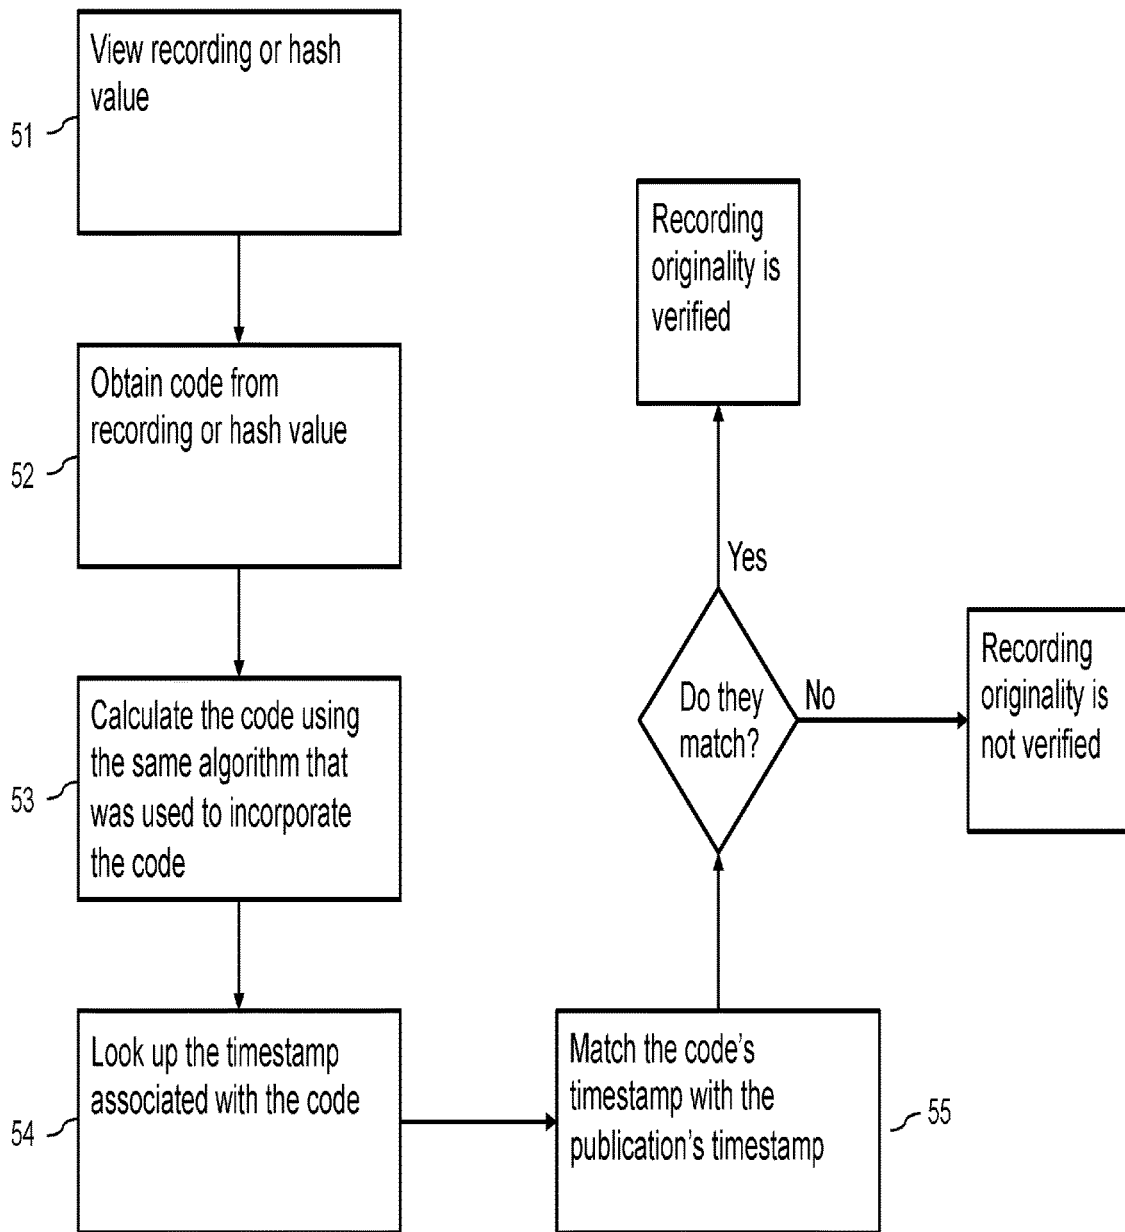 View recording or hash
value
51
Obtain code from
recording or hash value
52
Calculate the code using
the same algorithm that
was used to incorporate
the code
53
Look up the timestamp
associated with the code
54
Match the code's
timestamp with the
publication's timestamp
55
Do they
match?
Yes
Recording
originality is
verified
No
Recording
originality is
not verified